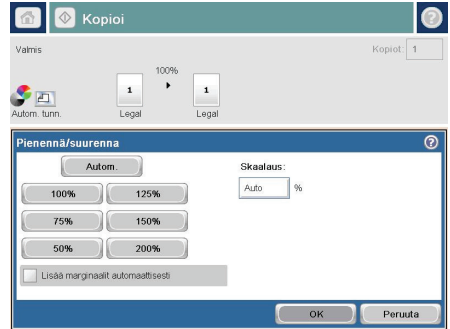 Kopioi
Valmis
Kopiot: 1
100%
1 1
Autom. tunn. Legal Legal
Pienennä/suurenna
Autom. Skaalaus:
100% 125% Auto %
75% 150%
50% 200%
Lisää marginaalit automaattisesti
OK Peruuta